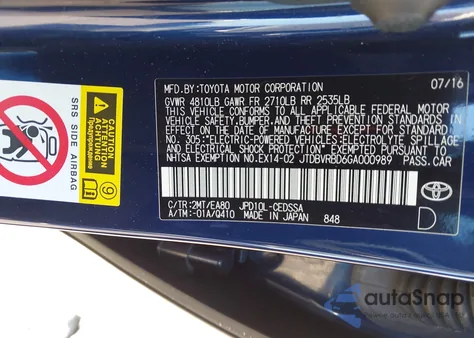 MFD.BY:TOYOTA MOTOR CORPORATION 07/16
GVWR 4810LB GAWR FR 2710LB RR 2535LB
THIS VEHICLE CONFORMS TO ALL APPLICABLE FEDERAL MOTOR
VEHICLE SAFETY,BUMPER,AND THEFT PREVENTION STANDARDS IN
EFFECT ON THE DATE OF MANUFACTURE SHOWN ABOVE, EXCEPT FOR
NO. 305:"ELECTRIC-POWERED VEHICLES:ELECTROLYTE SPILLAGE
AND ELECTRICAL SHOCK PROTECTION" EXEMPTED PURSUANT TO
NHTSA EXEMPTION NO.EX14-02 JTDBVRBD6GA000989 PASS.CAR
C/TR:2MT/EA80 JPD10L-CEDSSA
A/TM:-01A/Q410 MADE IN JAPAN 848
TOYOTA
D
SRS SIDE AIRBAG
CAUTION
Предупреждение
autoSnap